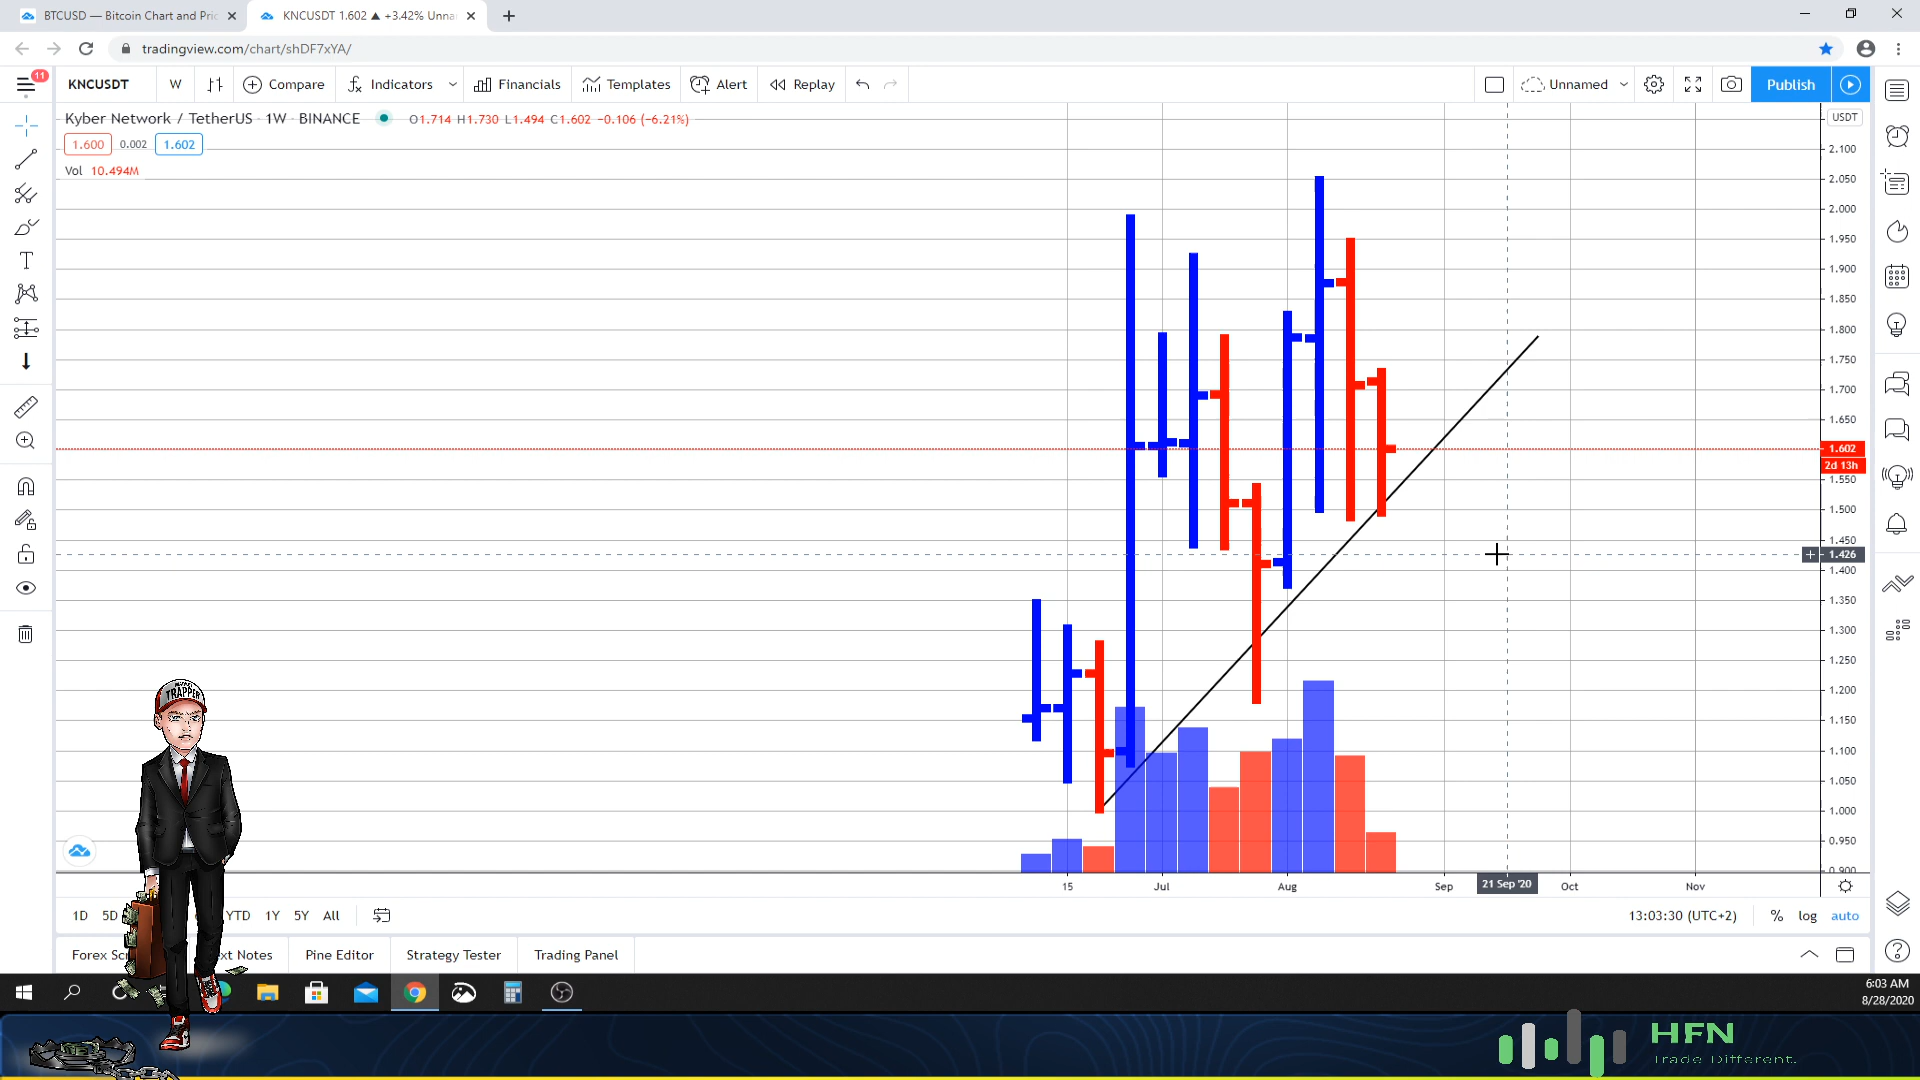 BTCUSD — Bitcoin Chart and Pric
KNCUSDT 1.602 ▲ +3.42% Unna
tradingview.com/chart/shDF7xYA/
11
KNCUSDT
W
Compare
Indicators
Financials
Templates
Alert
Replay
Unnamed
Publish
Kyber Network / TetherUS · 1W · BINANCE
O1.714 H1.730 L1.494 C1.602 −0.106 (−6.21%)
USDT
1.600
0.002
1.602
Vol 10.494M
2.100
2.050
2.000
1.950
1.900
1.850
1.800
1.750
1.700
1.650
1.602
2d 13h
1.550
1.500
1.450
1.426
1.400
1.350
1.300
1.250
1.200
1.150
1.100
1.050
1.000
0.950
0.900
TRAPPER
15
Jul
Aug
Sep
21 Sep '20
Oct
Nov
1D
5D
YTD
1Y
5Y
All
13:03:30 (UTC+2)
%
log
auto
Forex Sc
xt Notes
Pine Editor
Strategy Tester
Trading Panel
6:03 AM
8/28/2020
HFN
Trade Different.